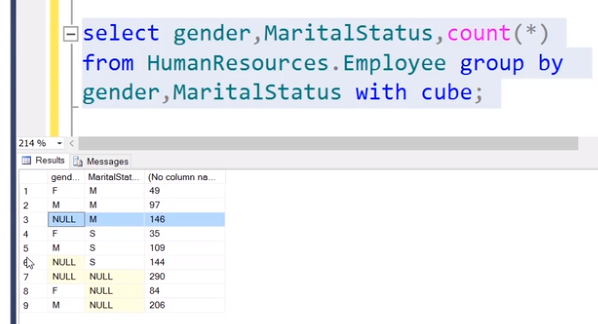 select gender,MaritalStatus,count(*)
from HumanResources.Employee group by
gender,MaritalStatus with cube;
214 %
Results Messages
gend... MaritalStat... (No column na...
1 F M 49
2 M M 97
3 NULL M 146
4 F S 35
5 M S 109
6 NULL S 144
7 NULL NULL 290
8 F NULL 84
9 M NULL 206